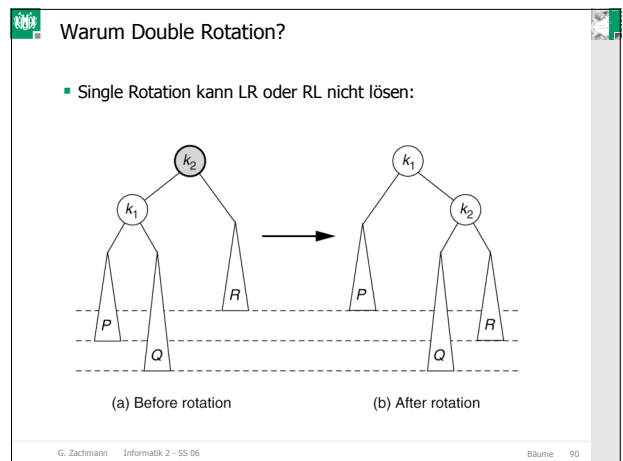 Warum Double Rotation?
Single Rotation kann LR oder RL nicht lösen:
k2
k1
P
Q
R
k1
k2
P
Q
R
(a) Before rotation
(b) After rotation
G. Zachmann Informatik 2 - SS 06
Bäume 90